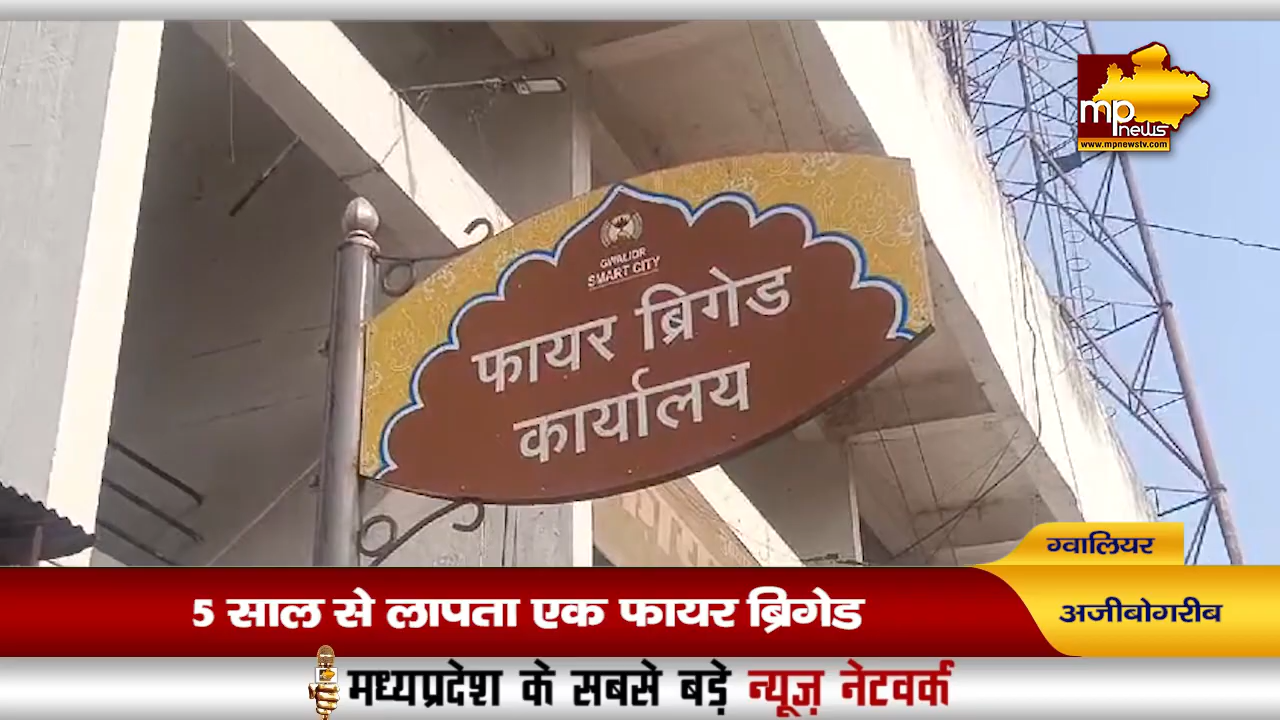 mp
news
www.mpnewstv.com
GWALIOR
SMART CITY
फायर ब्रिगेड
कार्यालय
ग्वालियर
5 साल से लापता एक फायर ब्रिगेड
अजीबोगरीब
मध्यप्रदेश के सबसे बड़े न्यूज़ नेटवर्क